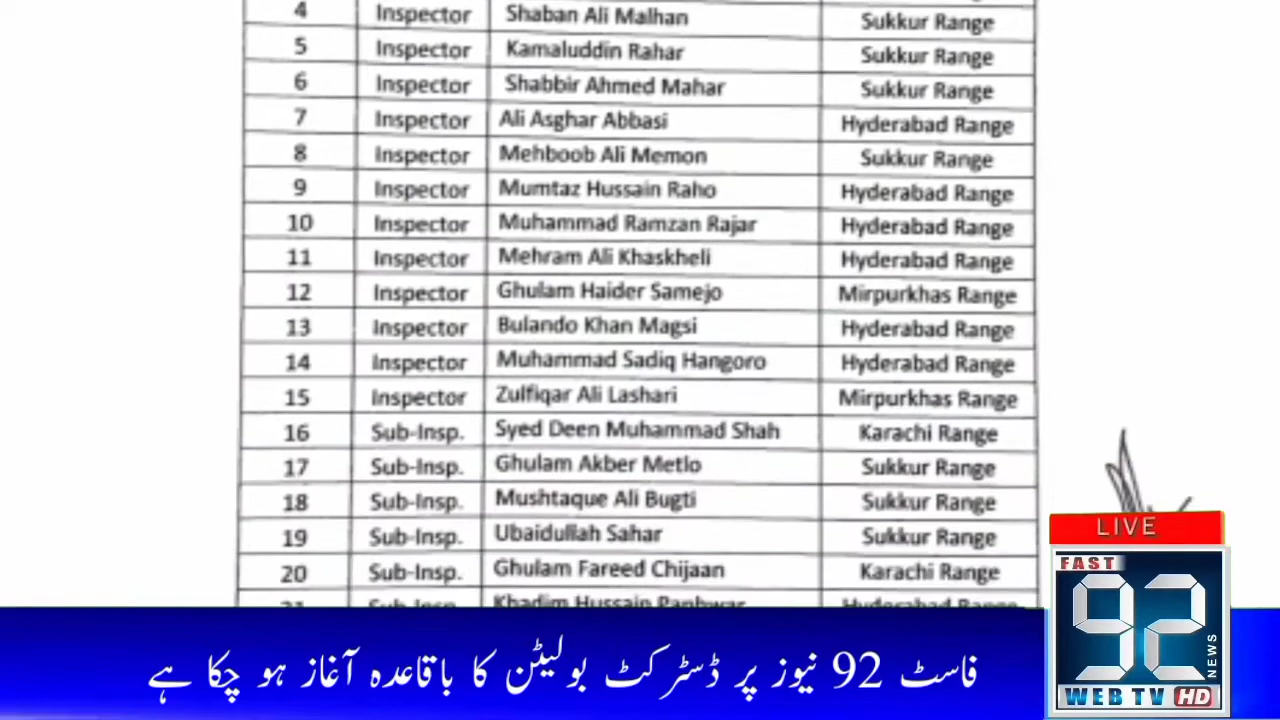 4 Inspector Shaban Ali Malhan Sukkur Range
5 Inspector Kamaluddin Rahar Sukkur Range
6 Inspector Shabbir Ahmed Mahar Sukkur Range
7 Inspector Ali Asghar Abbasi Hyderabad Range
8 Inspector Mehboob Ali Memon Sukkur Range
9 Inspector Mumtaz Hussain Raho Hyderabad Range
10 Inspector Muhammad Ramzan Rajar Hyderabad Range
11 Inspector Mehram Ali Khaskheli Hyderabad Range
12 Inspector Ghulam Haider Samejo Mirpurkhas Range
13 Inspector Bulando Khan Magsi Hyderabad Range
14 Inspector Muhammad Sadiq Hangoro Hyderabad Range
15 Inspector Zulfiqar Ali Lashari Mirpurkhas Range
16 Sub-Insp. Syed Deen Muhammad Shah Karachi Range
17 Sub-Insp. Ghulam Akber Metlo Sukkur Range
18 Sub-Insp. Mushtaque Ali Bugti Sukkur Range
19 Sub-Insp. Ubaidullah Sahar Sukkur Range
20 Sub-Insp. Ghulam Fareed Chijaan Karachi Range
21 Sub-Insp. Khadim Hussain Panhwar Hyderabad Range
LIVE
FAST
92
NEWS
WEB TV HD
فاسٹ 92 نیوز پر ڈسٹرکٹ بولیٹن کا باقاعدہ آغاز ہو چکا ہے